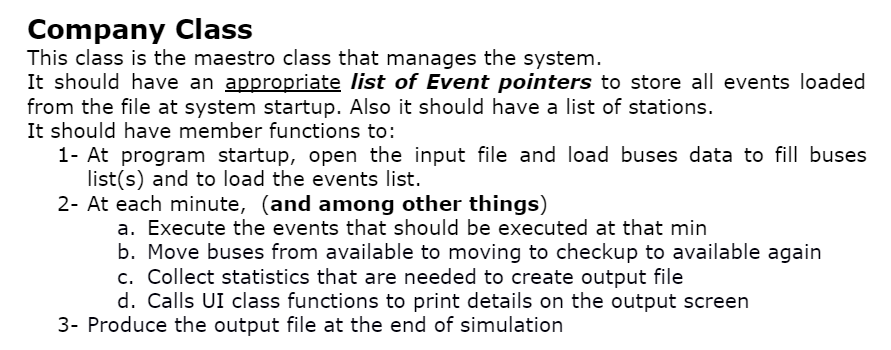 Company Class
This class is the maestro class that manages the system.
It should have an appropriate list of Event pointers to store all events loaded
from the file at system startup. Also it should have a list of stations.
It should have member functions to:
1- At program startup, open the input file and load buses data to fill buses
list(s) and to load the events list.
2- At each minute, (and among other things)
a. Execute the events that should be executed at that min
b. Move buses from available to moving to checkup to available again
c. Collect statistics that are needed to create output file
d. Calls UI class functions to print details on the output screen
3- Produce the output file at the end of simulation